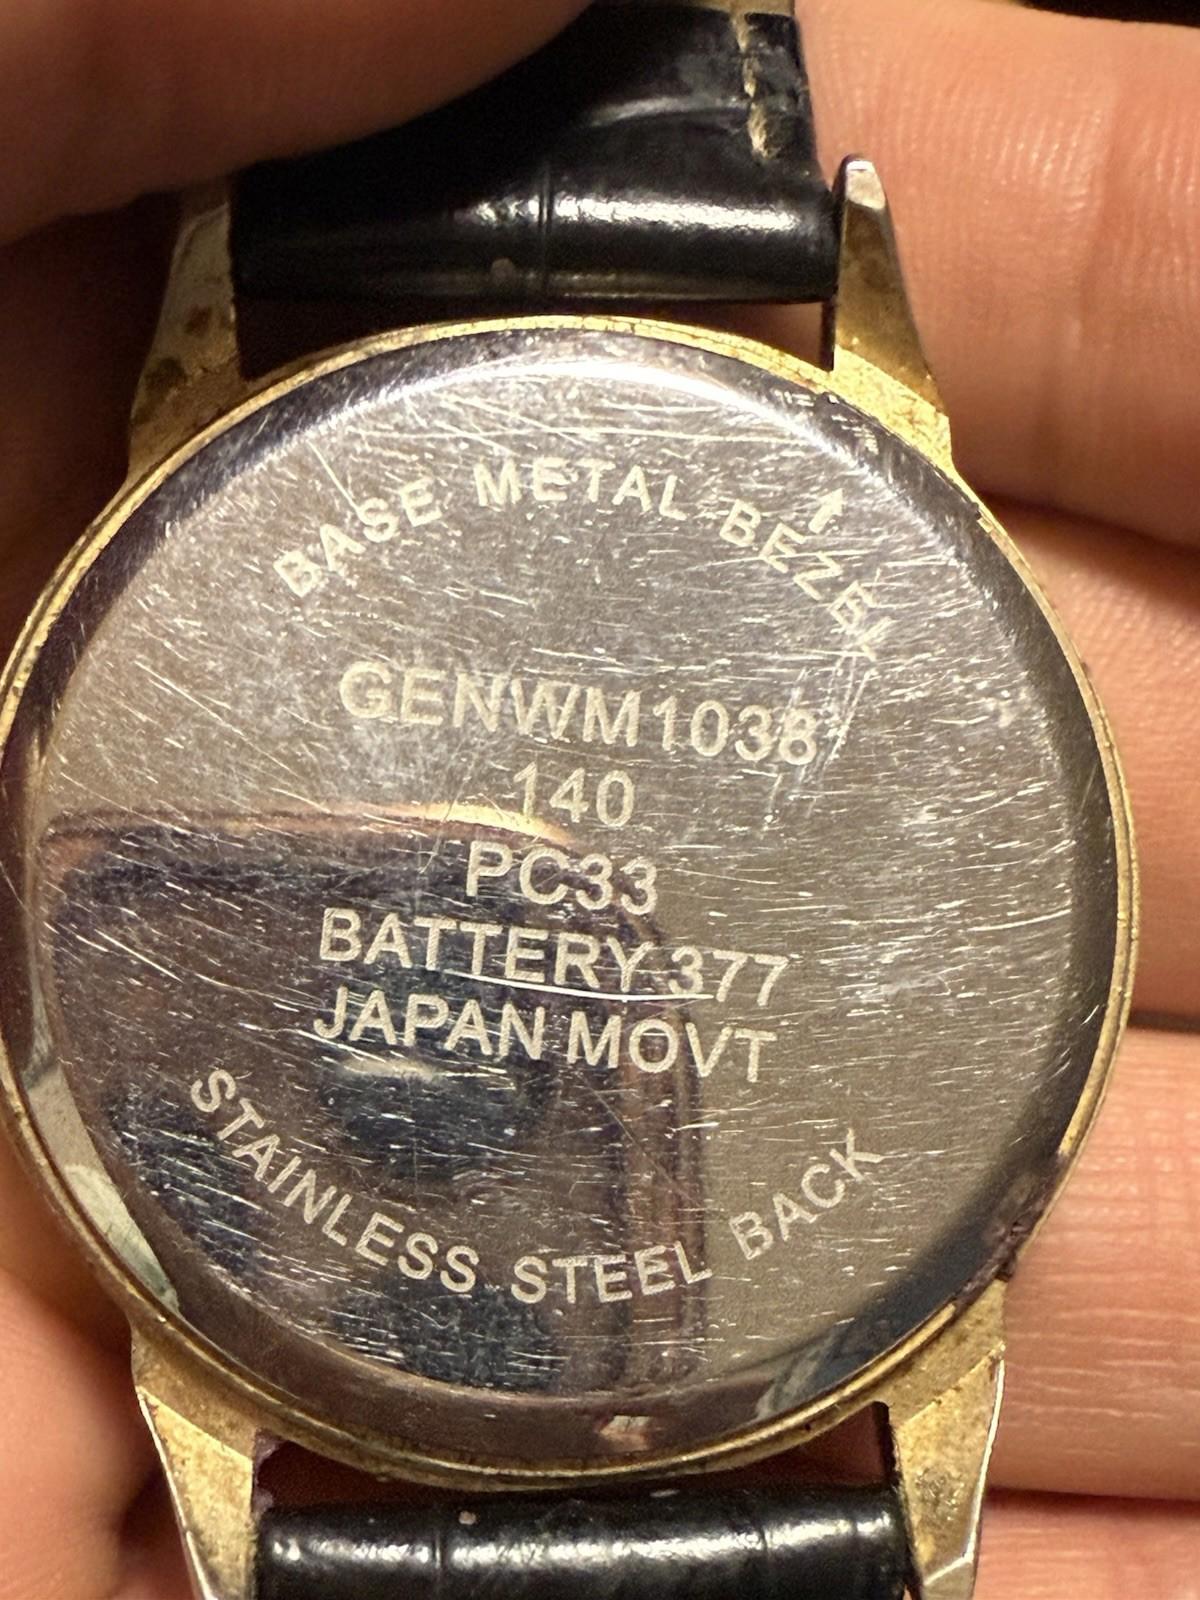 BASE METAL BEZEL
GENWM1038
140
PC33
BATTERY 377
JAPAN MOVT
STAINLESS STEEL BACK